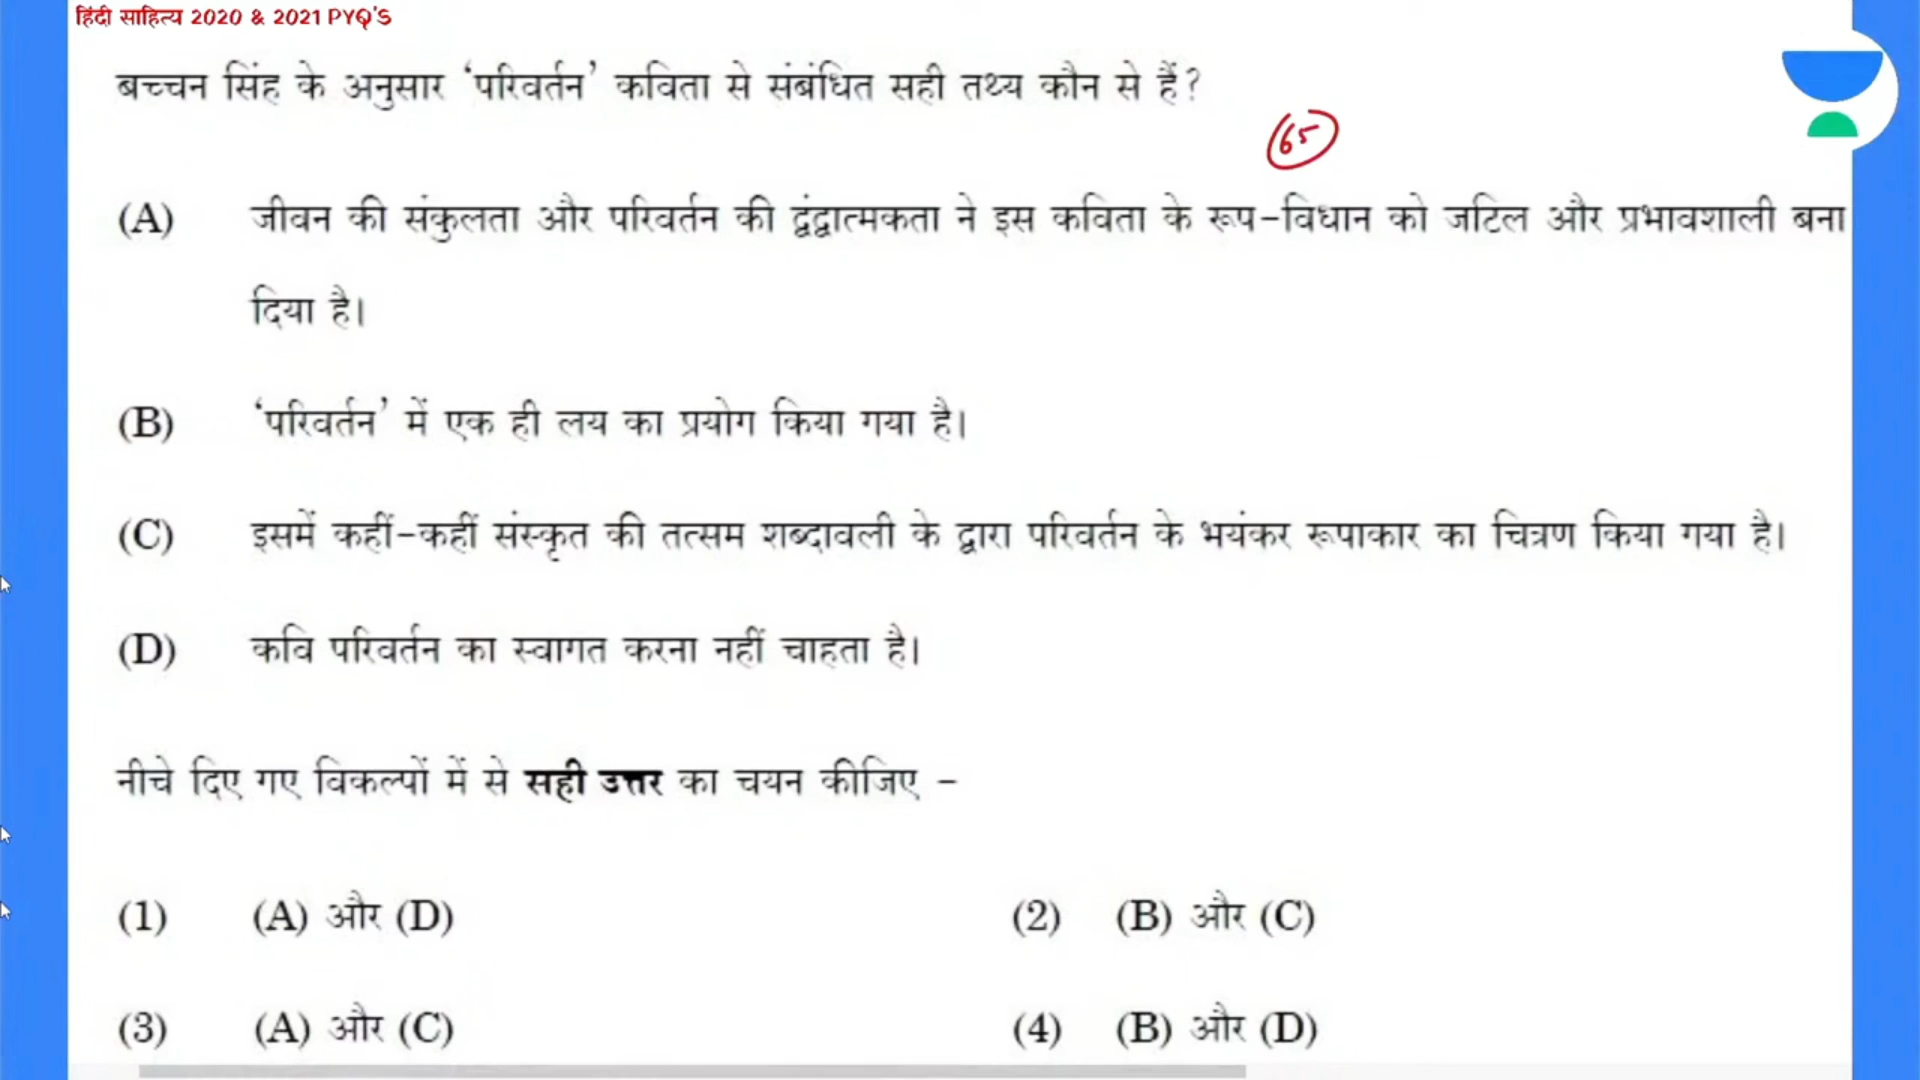 हिंदी साहित्य 2020 & 2021 PYQ'S
बच्चन सिंह के अनुसार ‘परिवर्तन’ कविता से संबंधित सही तथ्य कौन से हैं?
65
(A) जीवन की संकुलता और परिवर्तन की द्वंद्वात्मकता ने इस कविता के रूप-विधान को जटिल और प्रभावशाली बना
दिया है।
(B) ‘परिवर्तन’ में एक ही लय का प्रयोग किया गया है।
(C) इसमें कहीं-कहीं संस्कृत की तत्सम शब्दावली के द्वारा परिवर्तन के भयंकर रूपाकार का चित्रण किया गया है।
(D) कवि परिवर्तन का स्वागत करना नहीं चाहता है।
नीचे दिए गए विकल्पों में से सही उत्तर का चयन कीजिए -
(1) (A) और (D) (2) (B) और (C)
(3) (A) और (C) (4) (B) और (D)